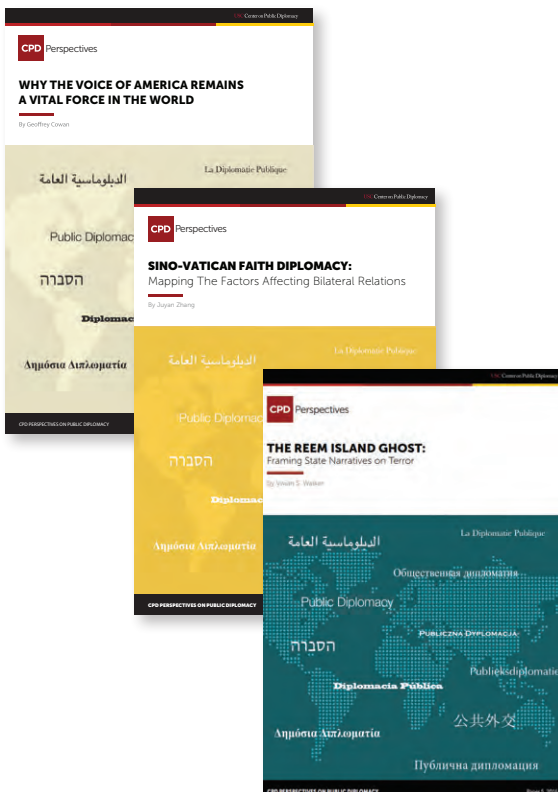 USC Center on Public Diplomacy
CPD Perspectives
WHY THE VOICE OF AMERICA REMAINS
A VITAL FORCE IN THE WORLD
By Geoffrey Cowan
الدبلوماسية العامة
La Diplomatie Publique
Public Diplomac
הסברה
Diplomac
Δημόσια Διπλωματία
CPD PERSPECTIVES ON PUBLIC DIPLOMACY
USC Center on Public Diplomacy
CPD Perspectives
SINO-VATICAN FAITH DIPLOMACY:
Mapping The Factors Affecting Bilateral Relations
By Juyan Zhang
الدبلوماسية العامة
La Diplomatie Publique
Public Diplomac
הסברה
Diplomac
Δημόσια Διπλωματία
CPD PERSPECTIVES ON PUBLIC DIPLOMACY
USC Center on Public Diplomacy
CPD Perspectives
THE REEM ISLAND GHOST:
Framing State Narratives on Terror
By Vivian S. Walker
الدبلوماسية العامة
La Diplomatie Publique
Общественная дипломатия
Public Diplomacy
PUBLICZNA DYPLOMACJA
הסברה
Publieksdiplomatie
Diplomacia Pública
公共外交
Δημόσια Διπλωματία
Публична дипломация
CPD PERSPECTIVES ON PUBLIC DIPLOMACY